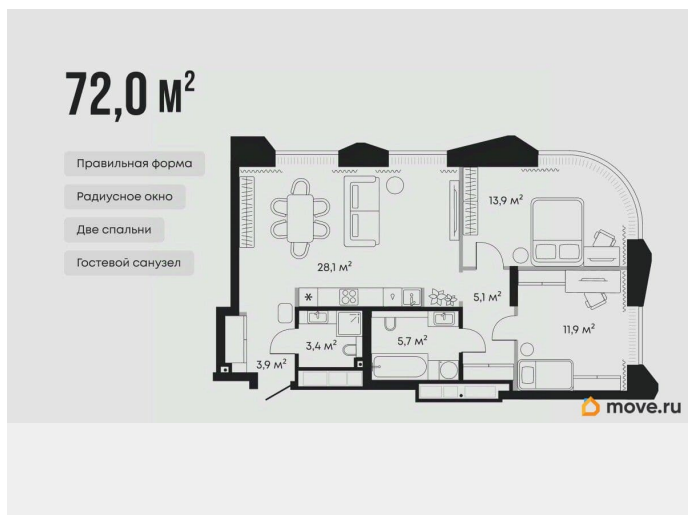 72,0 м²
Правильная форма
Радиусное окно
Две спальни
Гостевой санузел
13,9 м²
28,1 м²
5,1 м²
11,9 м²
3,4 м²
5,7 м²
3,9 м²
move.ru